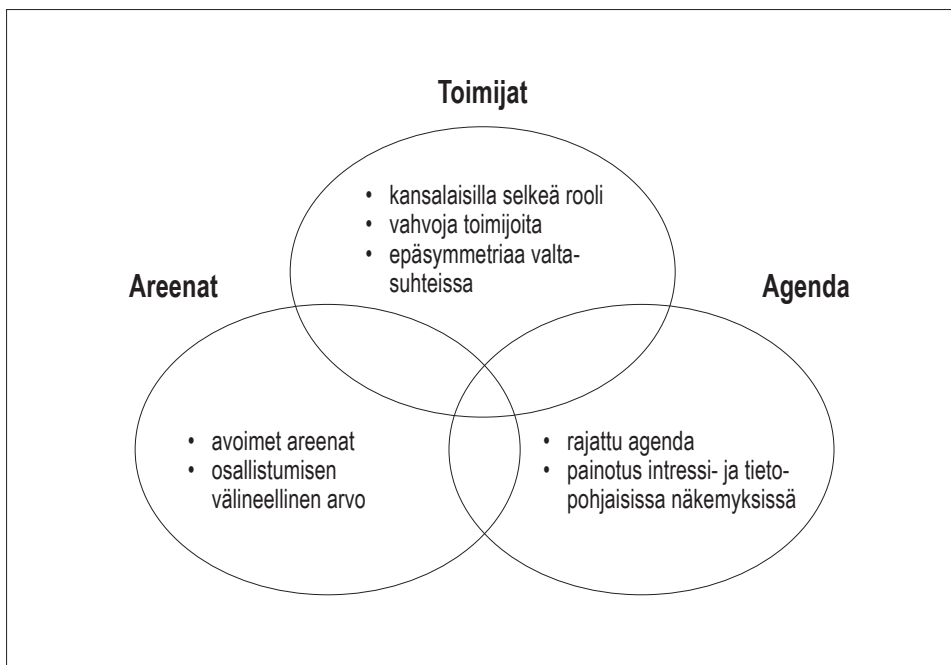 Toimijat
• kansalaisilla selkeä rooli
• vahvoja toimijoita
• epäsymmetriaa valta-
suhteissa
Areenat
Agenda
• avoimet areenat
• osallistumisen
välineellinen arvo
• rajattu agenda
• painotus intressi- ja tieto-
pohjaisissa näkemyksissä